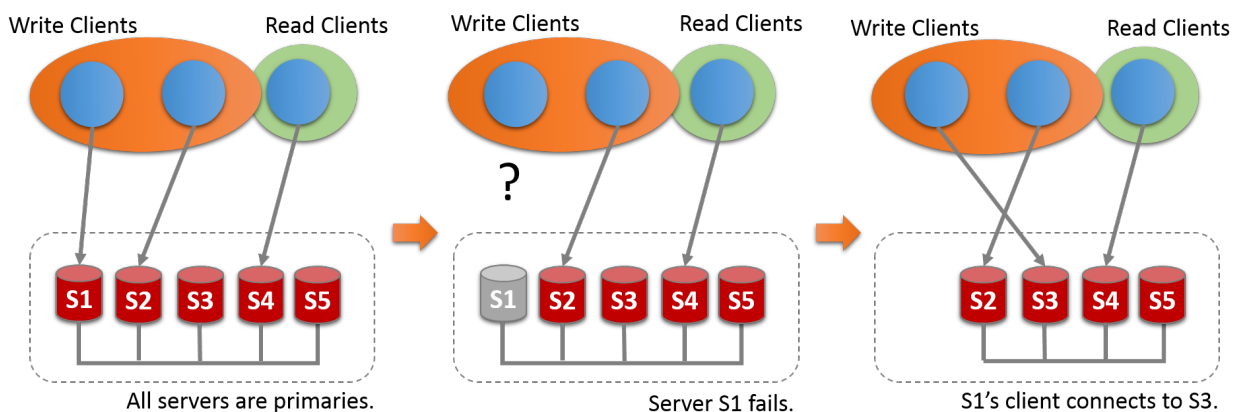 Write Clients Read Clients
S1 S2 S3 S4 S5
All servers are primaries.
Write Clients Read Clients
?
S1 S2 S3 S4 S5
Server S1 fails.
Write Clients Read Clients
S2 S3 S4 S5
S1's client connects to S3.